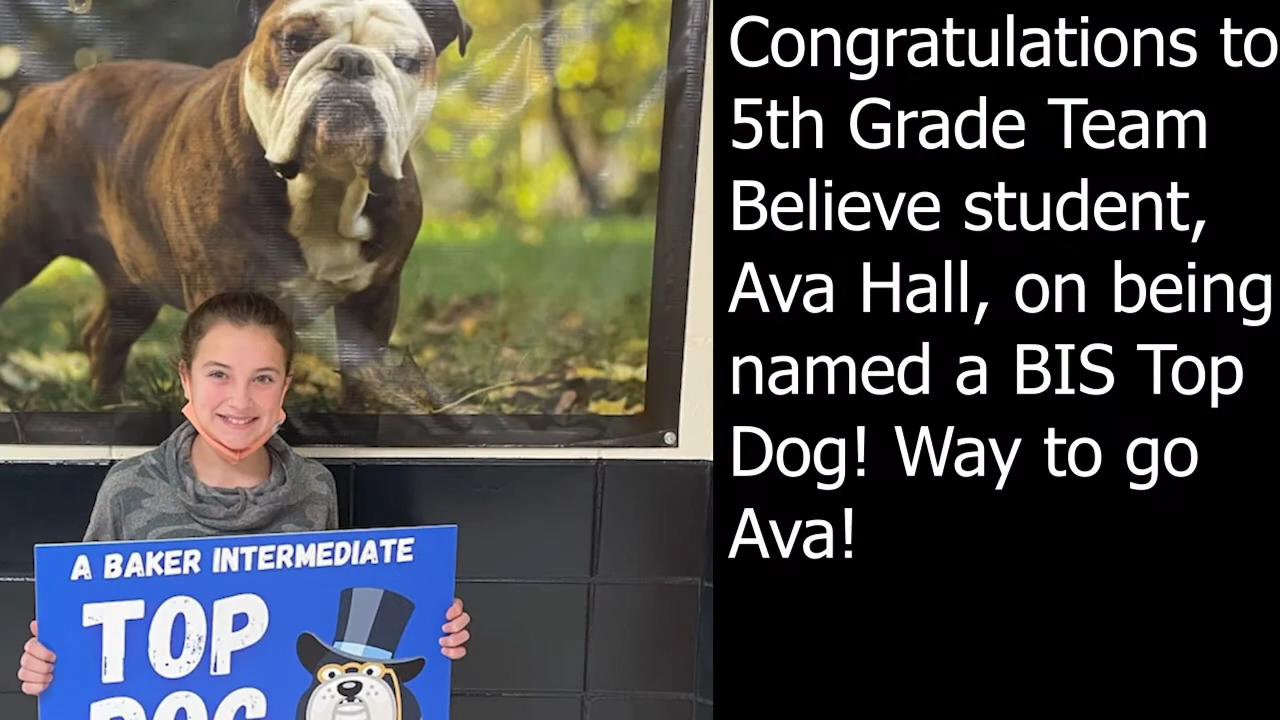 Congratulations to
5th Grade Team
Believe student,
Ava Hall, on being
named a BIS Top
Dog! Way to go
Ava!
A BAKER INTERMEDIATE
TOP
DOG